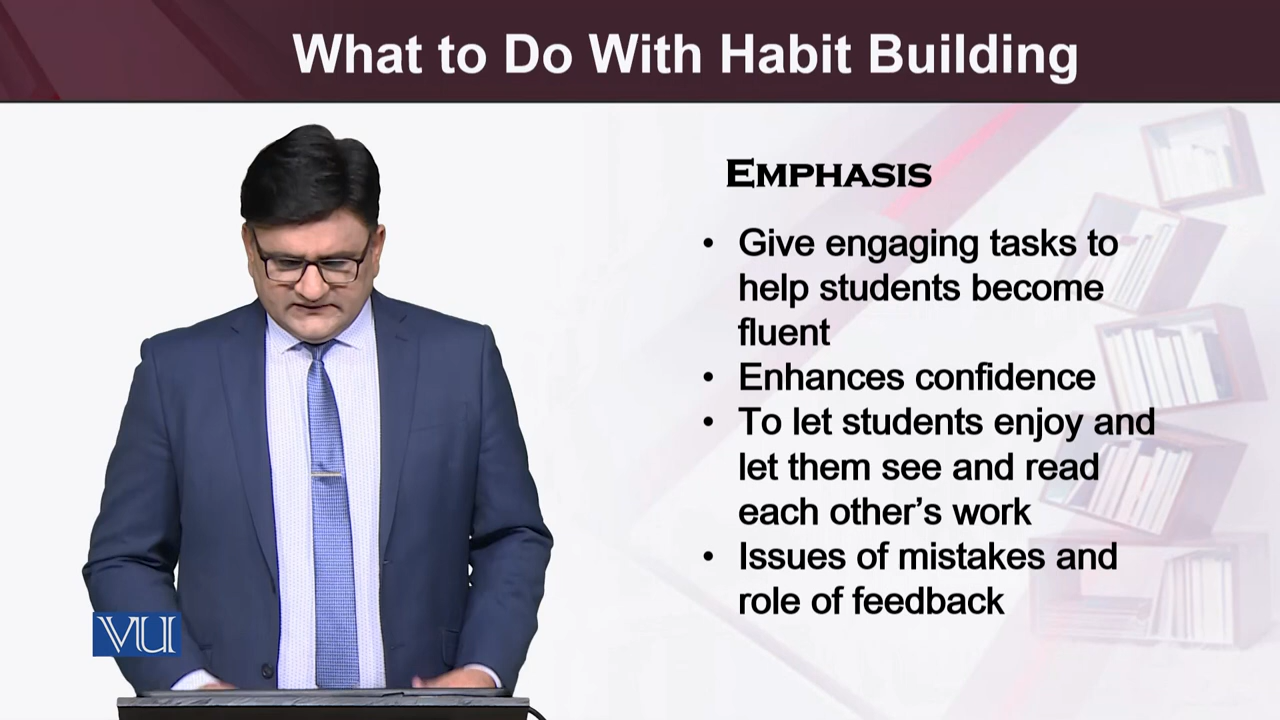 What to Do With Habit Building
EMPHASIS
• Give engaging tasks to
help students become
fluent
• Enhances confidence
• To let students enjoy and
let them see and read
each other’s work
• Issues of mistakes and
role of feedback
VU